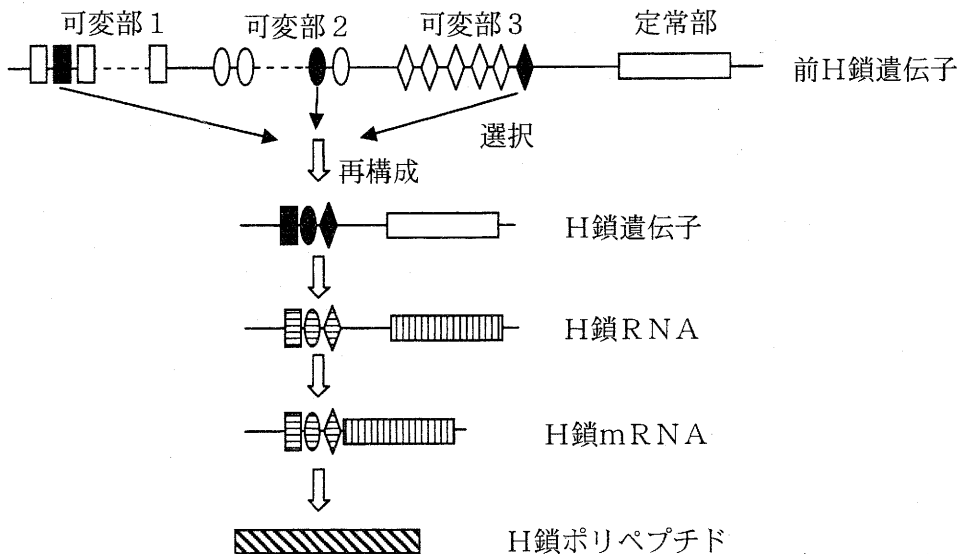 可変部1 可変部2 可変部3 定常部
前H鎖遺伝子
選択
再構成
H鎖遺伝子
H鎖RNA
H鎖mRNA
H鎖ポリペプチド